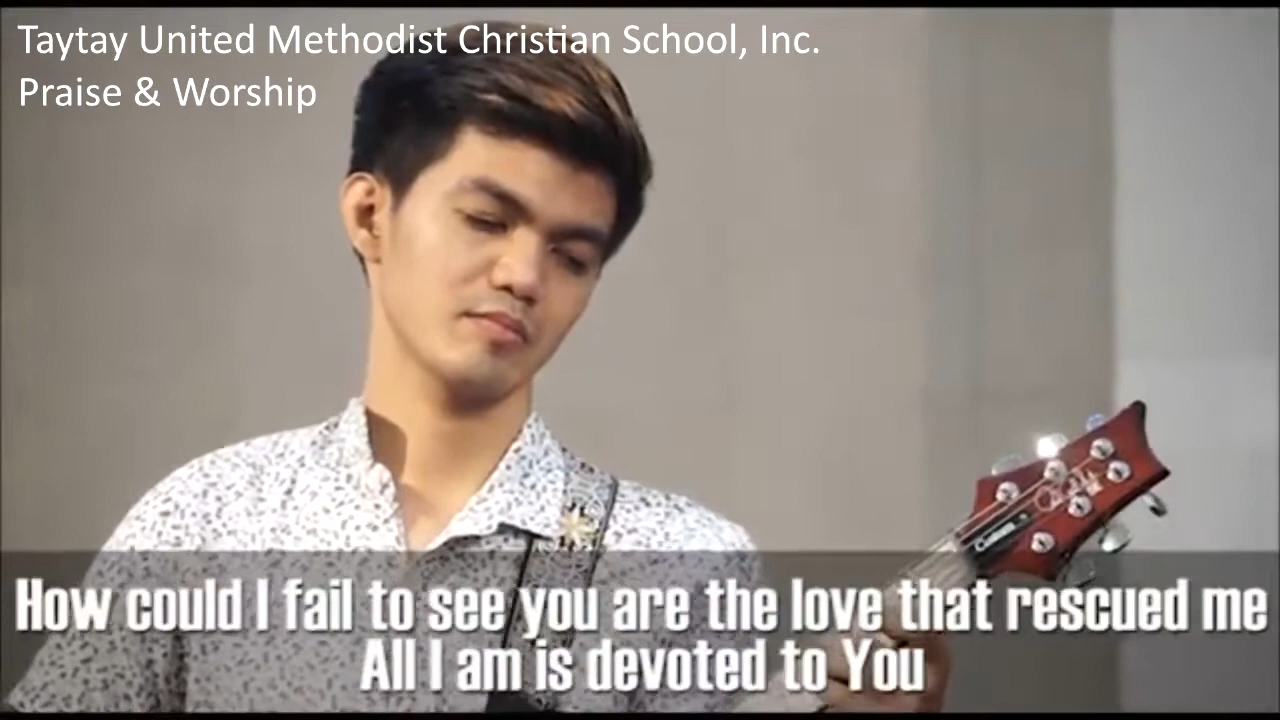 Taytay United Methodist Christian School, Inc.
Praise & Worship
How could I fail to see you are the love that rescued me
All I am is devoted to You